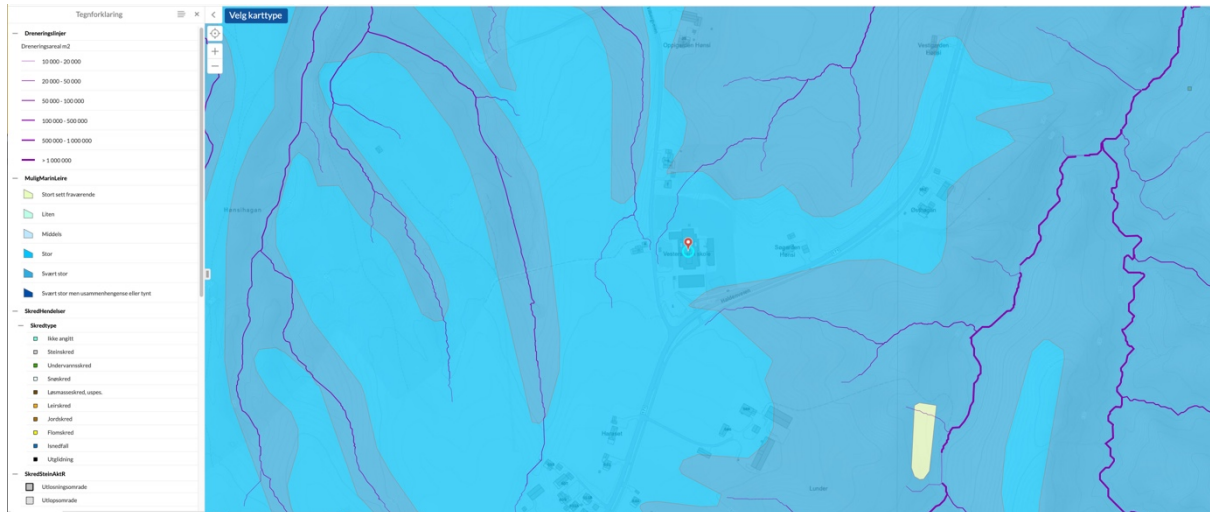 Tegnforklaring
Velg karttype
Dreneringslinjer
Dreneringsareal m2
10 000 - 20 000
20 000 - 50 000
50 000 - 100 000
100 000 - 500 000
500 000 - 1 000 000
> 1 000 000
MuligMarinLeire
Stort sett fraværende
Liten
Middels
Stor
Svært stor
Svært stor men usammenhengense eller tynt
SkredHendelser
Skredtype
Ikke angitt
Steinskred
Undervannsskred
Snøskred
Løsmasseskred, uspes.
Leirskred
Jordskred
Flomskred
Isnedfall
Utglidning
SkredSteinAktR
Utlosningsomrade
Utlopsomrade
Lunder